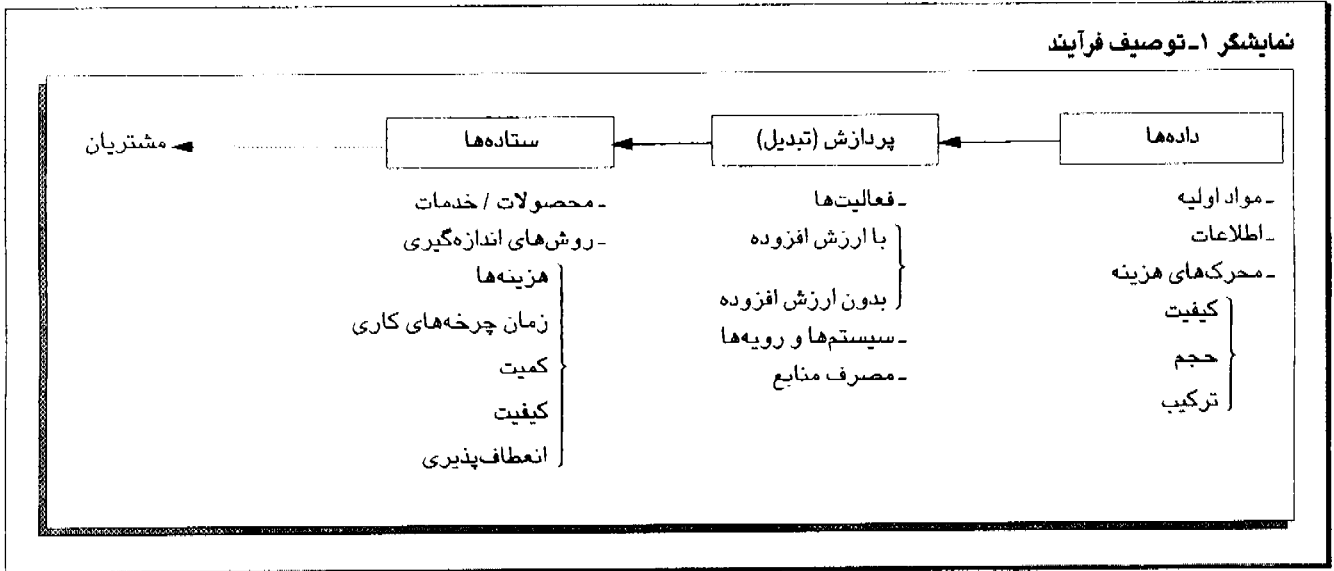 نمایشگر ۱ـ توصیف فرآیند
داده‌ها
پردازش (تبدیل)
ستاده‌ها
مشتریان
ـ مواد اولیه
ـ اطلاعات
ـ محرک‌های هزینه
کیفیت
حجم
ترکیب
ـ فعالیت‌ها
با ارزش افزوده
بدون ارزش افزوده
ـ سیستم‌ها و رویه‌ها
ـ مصرف منابع
ـ محصولات / خدمات
ـ روش‌های اندازه‌گیری
هزینه‌ها
زمان چرخه‌های کاری
کمیت
کیفیت
انعطاف‌پذیری